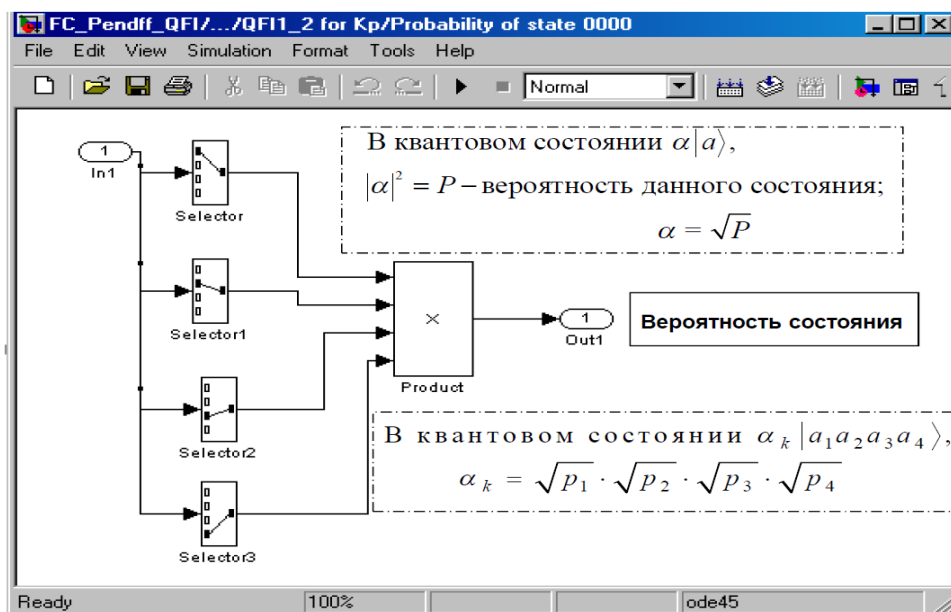 FC_Pendff_QFI/.../QFI1_2 for Kp/Probability of state 0000
File Edit View Simulation Format Tools Help
Normal
1
In1
Selector
Selector1
Selector2
Selector3
×
Product
1
Out1
В квантовом состоянии α|a⟩,
|α|² = P − вероятность данного состояния;
α = √P
Вероятность состояния
В квантовом состоянии α_k |a₁a₂a₃a₄⟩,
α_k = √p₁ · √p₂ · √p₃ · √p₄
Ready 100% ode45